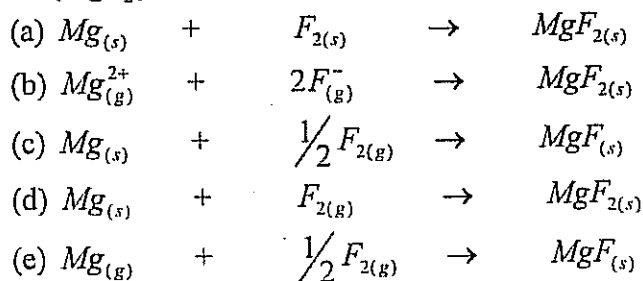 (a) Mg₍s₎ + F₂₍s₎ → MgF₂₍s₎
(b) Mg²⁺₍g₎ + 2F⁻₍g₎ → MgF₂₍s₎
(c) Mg₍s₎ + 1/2 F₂₍g₎ → MgF₍s₎
(d) Mg₍s₎ + F₂₍g₎ → MgF₂₍s₎
(e) Mg₍g₎ + 1/2 F₂₍g₎ → MgF₍s₎